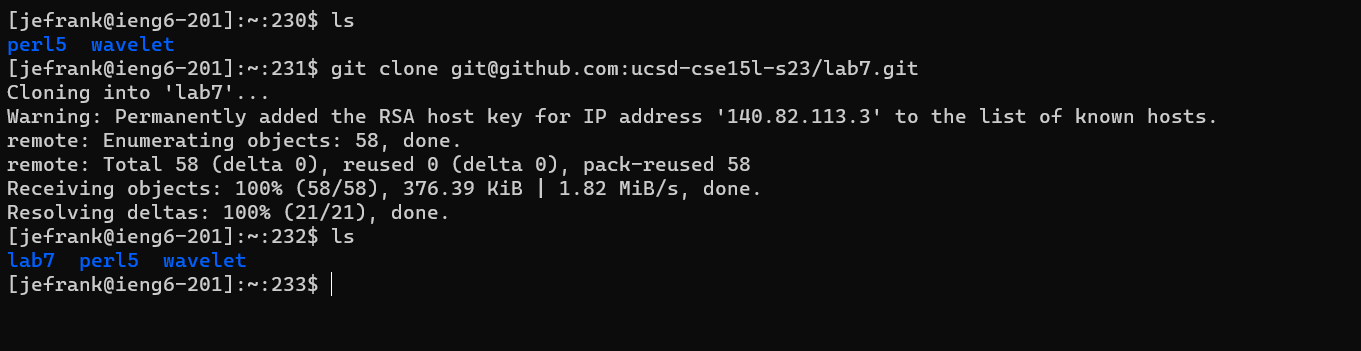 [jefrank@ieng6-201]:~:230$ ls
perl5  wavelet
[jefrank@ieng6-201]:~:231$ git clone git@github.com:ucsd-cse15l-s23/lab7.git
Cloning into 'lab7'...
Warning: Permanently added the RSA host key for IP address '140.82.113.3' to the list of known hosts.
remote: Enumerating objects: 58, done.
remote: Total 58 (delta 0), reused 0 (delta 0), pack-reused 58
Receiving objects: 100% (58/58), 376.39 KiB | 1.82 MiB/s, done.
Resolving deltas: 100% (21/21), done.
[jefrank@ieng6-201]:~:232$ ls
lab7  perl5  wavelet
[jefrank@ieng6-201]:~:233$